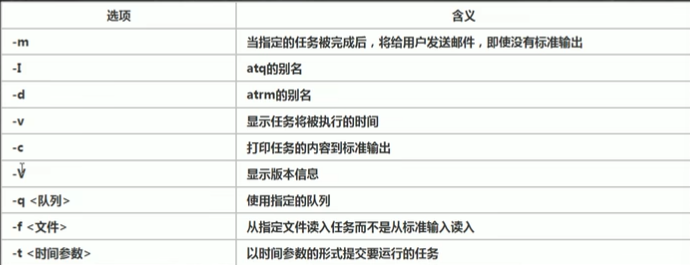 选项 含义
-m 当指定的任务被完成后，将给用户发送邮件，即使没有标准输出
-I atq的别名
-d atrm的别名
-v 显示任务将被执行的时间
-c 打印任务的内容到标准输出
-V 显示版本信息
-q <队列> 使用指定的队列
-f <文件> 从指定文件读入任务而不是从标准输入读入
-t <时间参数> 以时间参数的形式提交要运行的任务